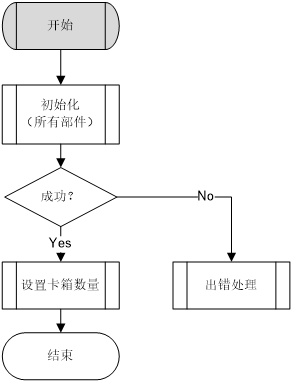 开始
初始化
（所有部件）
成功？
No
Yes
设置卡箱数量
出错处理
结束